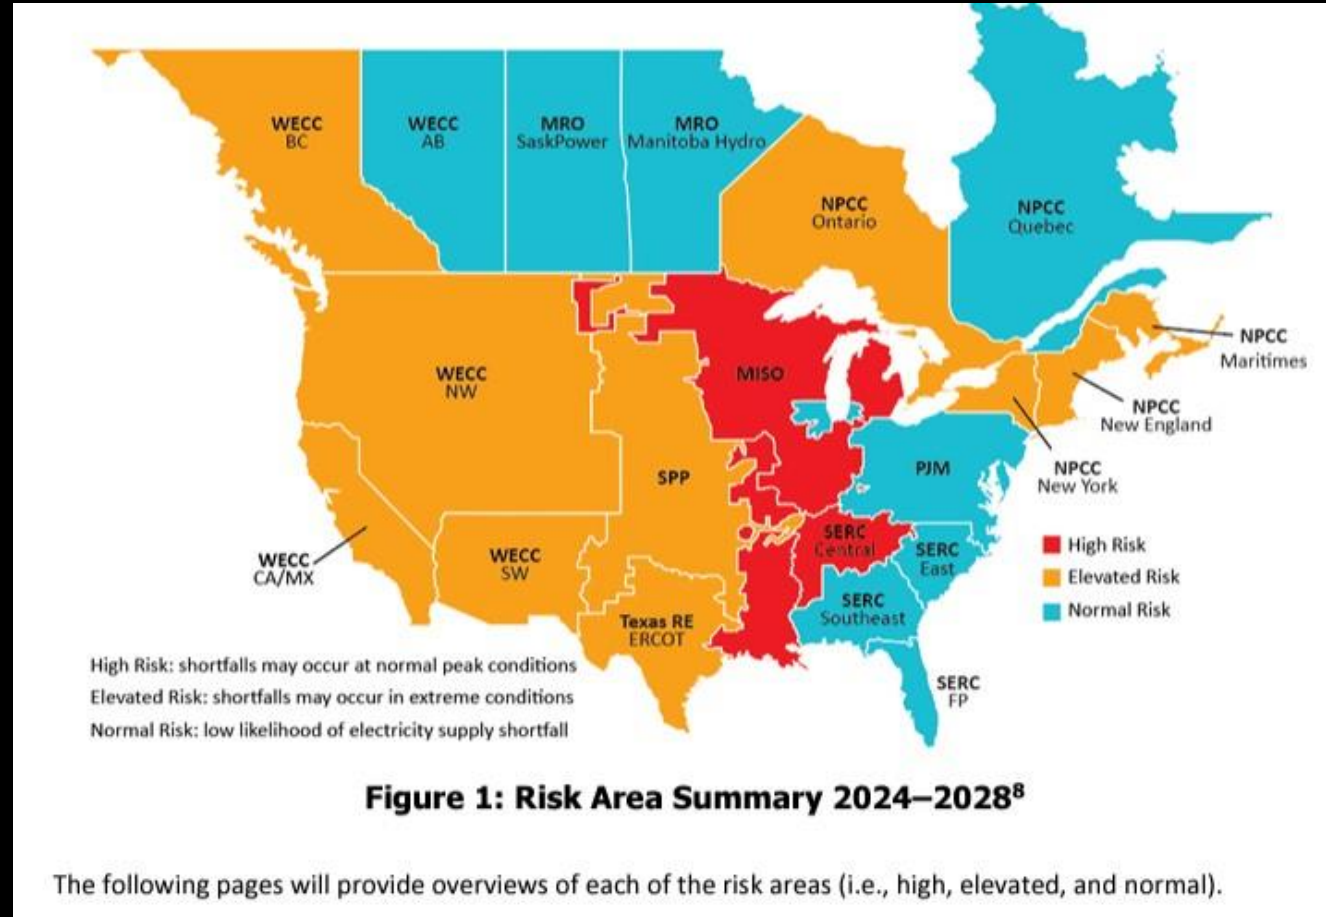 WECC
BC
WECC
AB
MRO
SaskPower
MRO
Manitoba Hydro
NPCC
Ontario
NPCC
Quebec
NPCC
Maritimes
WECC
NW
MISO
NPCC
New England
SPP
PJM
NPCC
New York
WECC
CA/MX
WECC
SW
SERC
Central
SERC
East
High Risk
Elevated Risk
Normal Risk
Texas RE
ERCOT
SERC
Southeast
SERC
FP
High Risk: shortfalls may occur at normal peak conditions
Elevated Risk: shortfalls may occur in extreme conditions
Normal Risk: low likelihood of electricity supply shortfall
Figure 1: Risk Area Summary 2024–2028⁸
The following pages will provide overviews of each of the risk areas (i.e., high, elevated, and normal).